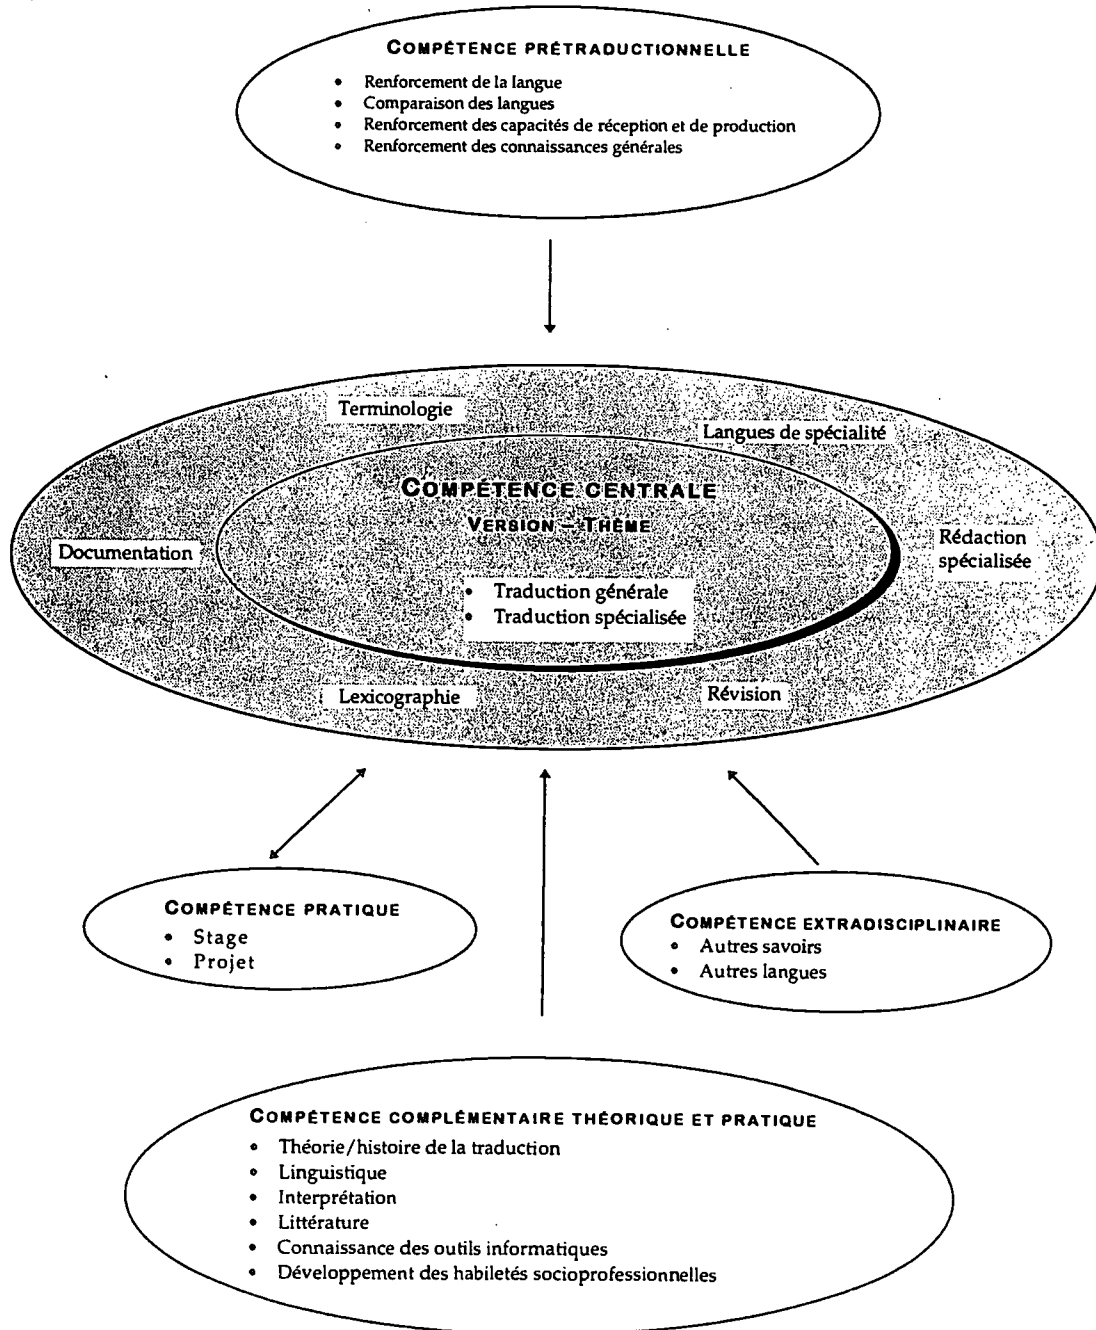 COMPÉTENCE PRÉTRADUCTIONNELLE
• Renforcement de la langue
• Comparaison des langues
• Renforcement des capacités de réception et de production
• Renforcement des connaissances générales
Terminologie
Langues de spécialité
COMPÉTENCE CENTRALE
VERSION – THÈME
Documentation
Rédaction
spécialisée
• Traduction générale
• Traduction spécialisée
Lexicographie
Révision
COMPÉTENCE PRATIQUE
• Stage
• Projet
COMPÉTENCE EXTRADISCIPLINAIRE
• Autres savoirs
• Autres langues
COMPÉTENCE COMPLÉMENTAIRE THÉORIQUE ET PRATIQUE
• Théorie/histoire de la traduction
• Linguistique
• Interprétation
• Littérature
• Connaissance des outils informatiques
• Développement des habiletés socioprofessionnelles